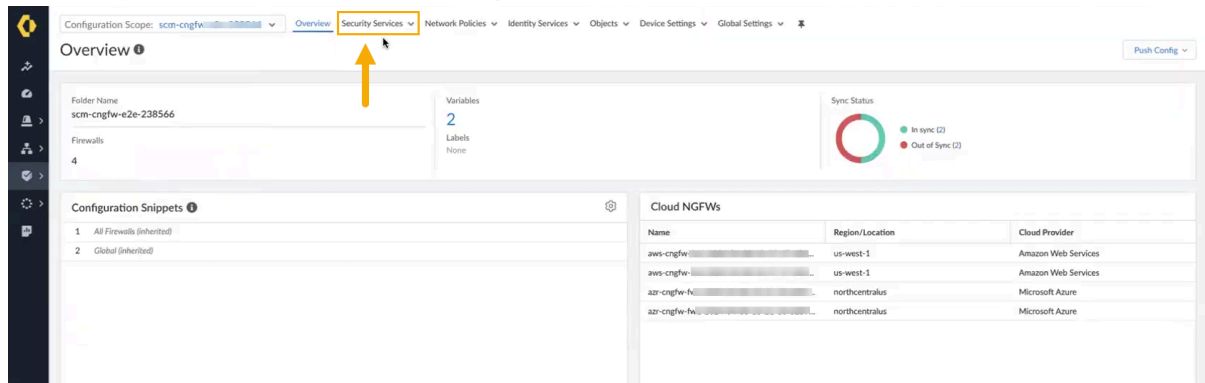 Configuration Scope: scm-cngfw
Overview Security Services Network Policies Identity Services Objects Device Settings Global Settings
Overview
Push Config
Folder Name
scm-cngfw-e2e-238566
Firewalls
4
Variables
2
Labels
None
Sync Status
In sync (2)
Out of Sync (2)
Configuration Snippets
1 All Firewalls (inherited)
2 Global (inherited)
Cloud NGFWs
Name Region/Location Cloud Provider
aws-cngfw- ... us-west-1 Amazon Web Services
aws-cngfw- ... us-west-1 Amazon Web Services
azr-cngfw-fw ... northcentralus Microsoft Azure
azr-cngfw-fw ... northcentralus Microsoft Azure